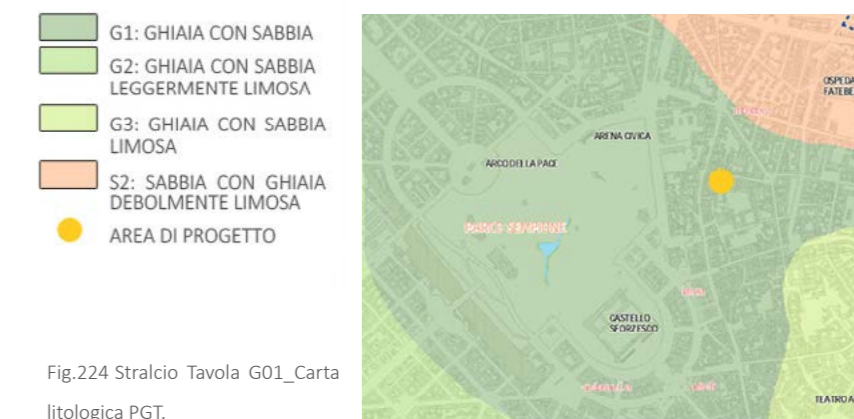 G1: GHIAIA CON SABBIA
G2: GHIAIA CON SABBIA
LEGGERMENTE LIMOSA
G3: GHIAIA CON SABBIA
LIMOSA
S2: SABBIA CON GHIAIA
DEBOLMENTE LIMOSA
AREA DI PROGETTO
Fig.224 Stralcio Tavola G01_Carta
litologica PGT.
OSPEDA
FATEBE
ARENA CIVICA
ARCO DELLA PACE
PARCO SEMPIONE
CASTELLO
SFORZESCO
TEATRO A